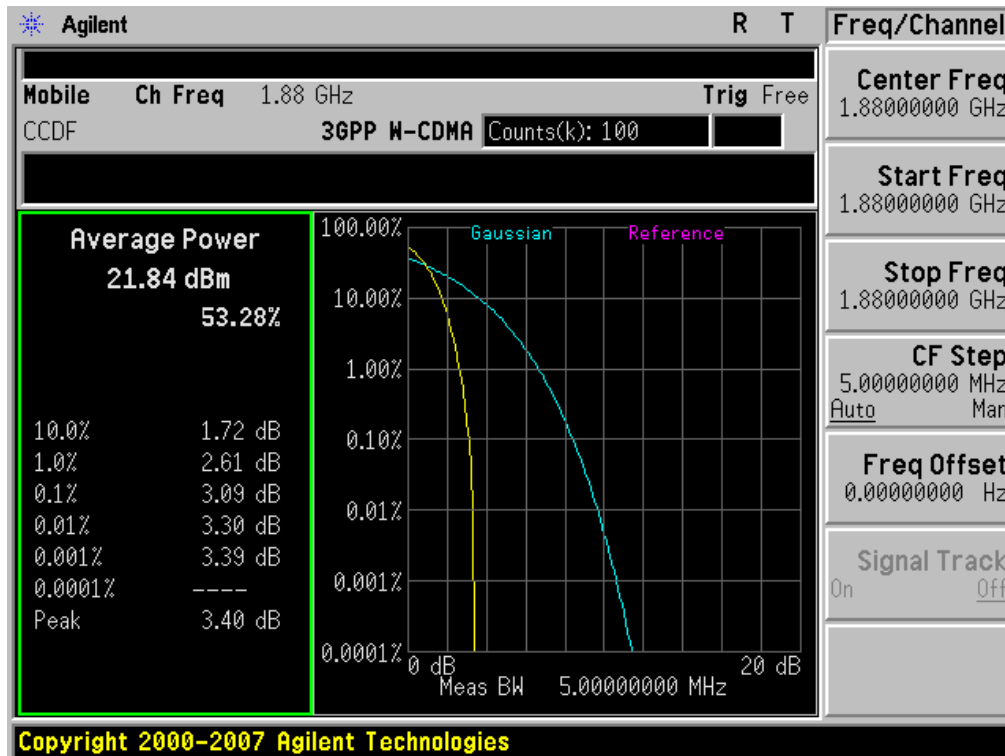 Agilent R T Freq/Channel
Mobile Ch Freq 1.88 GHz Trig Free
CCDF 3GPP W-CDMA Counts(k): 100
Average Power
21.84 dBm
53.28%
10.0% 1.72 dB
1.0% 2.61 dB
0.1% 3.09 dB
0.01% 3.30 dB
0.001% 3.39 dB
0.0001% ----
Peak 3.40 dB
Gaussian Reference
100.00%
10.00%
1.00%
0.10%
0.01%
0.001%
0.0001%
0 dB 20 dB
Meas BW 5.00000000 MHz
Center Freq
1.88000000 GHz
Start Freq
1.88000000 GHz
Stop Freq
1.88000000 GHz
CF Step
5.00000000 MHz
Auto Man
Freq Offset
0.00000000 Hz
Signal Track
On Off
Copyright 2000-2007 Agilent Technologies